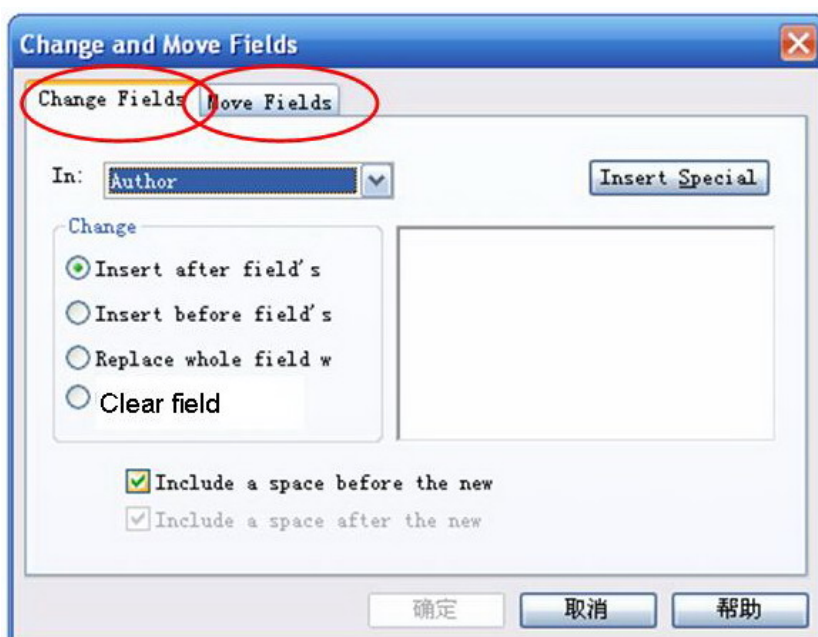 Change and Move Fields
Change Fields Move Fields
In: Author Insert Special
Change
Insert after field's
Insert before field's
Replace whole field w
Clear field
Include a space before the new
Include a space after the new
确定 取消 帮助